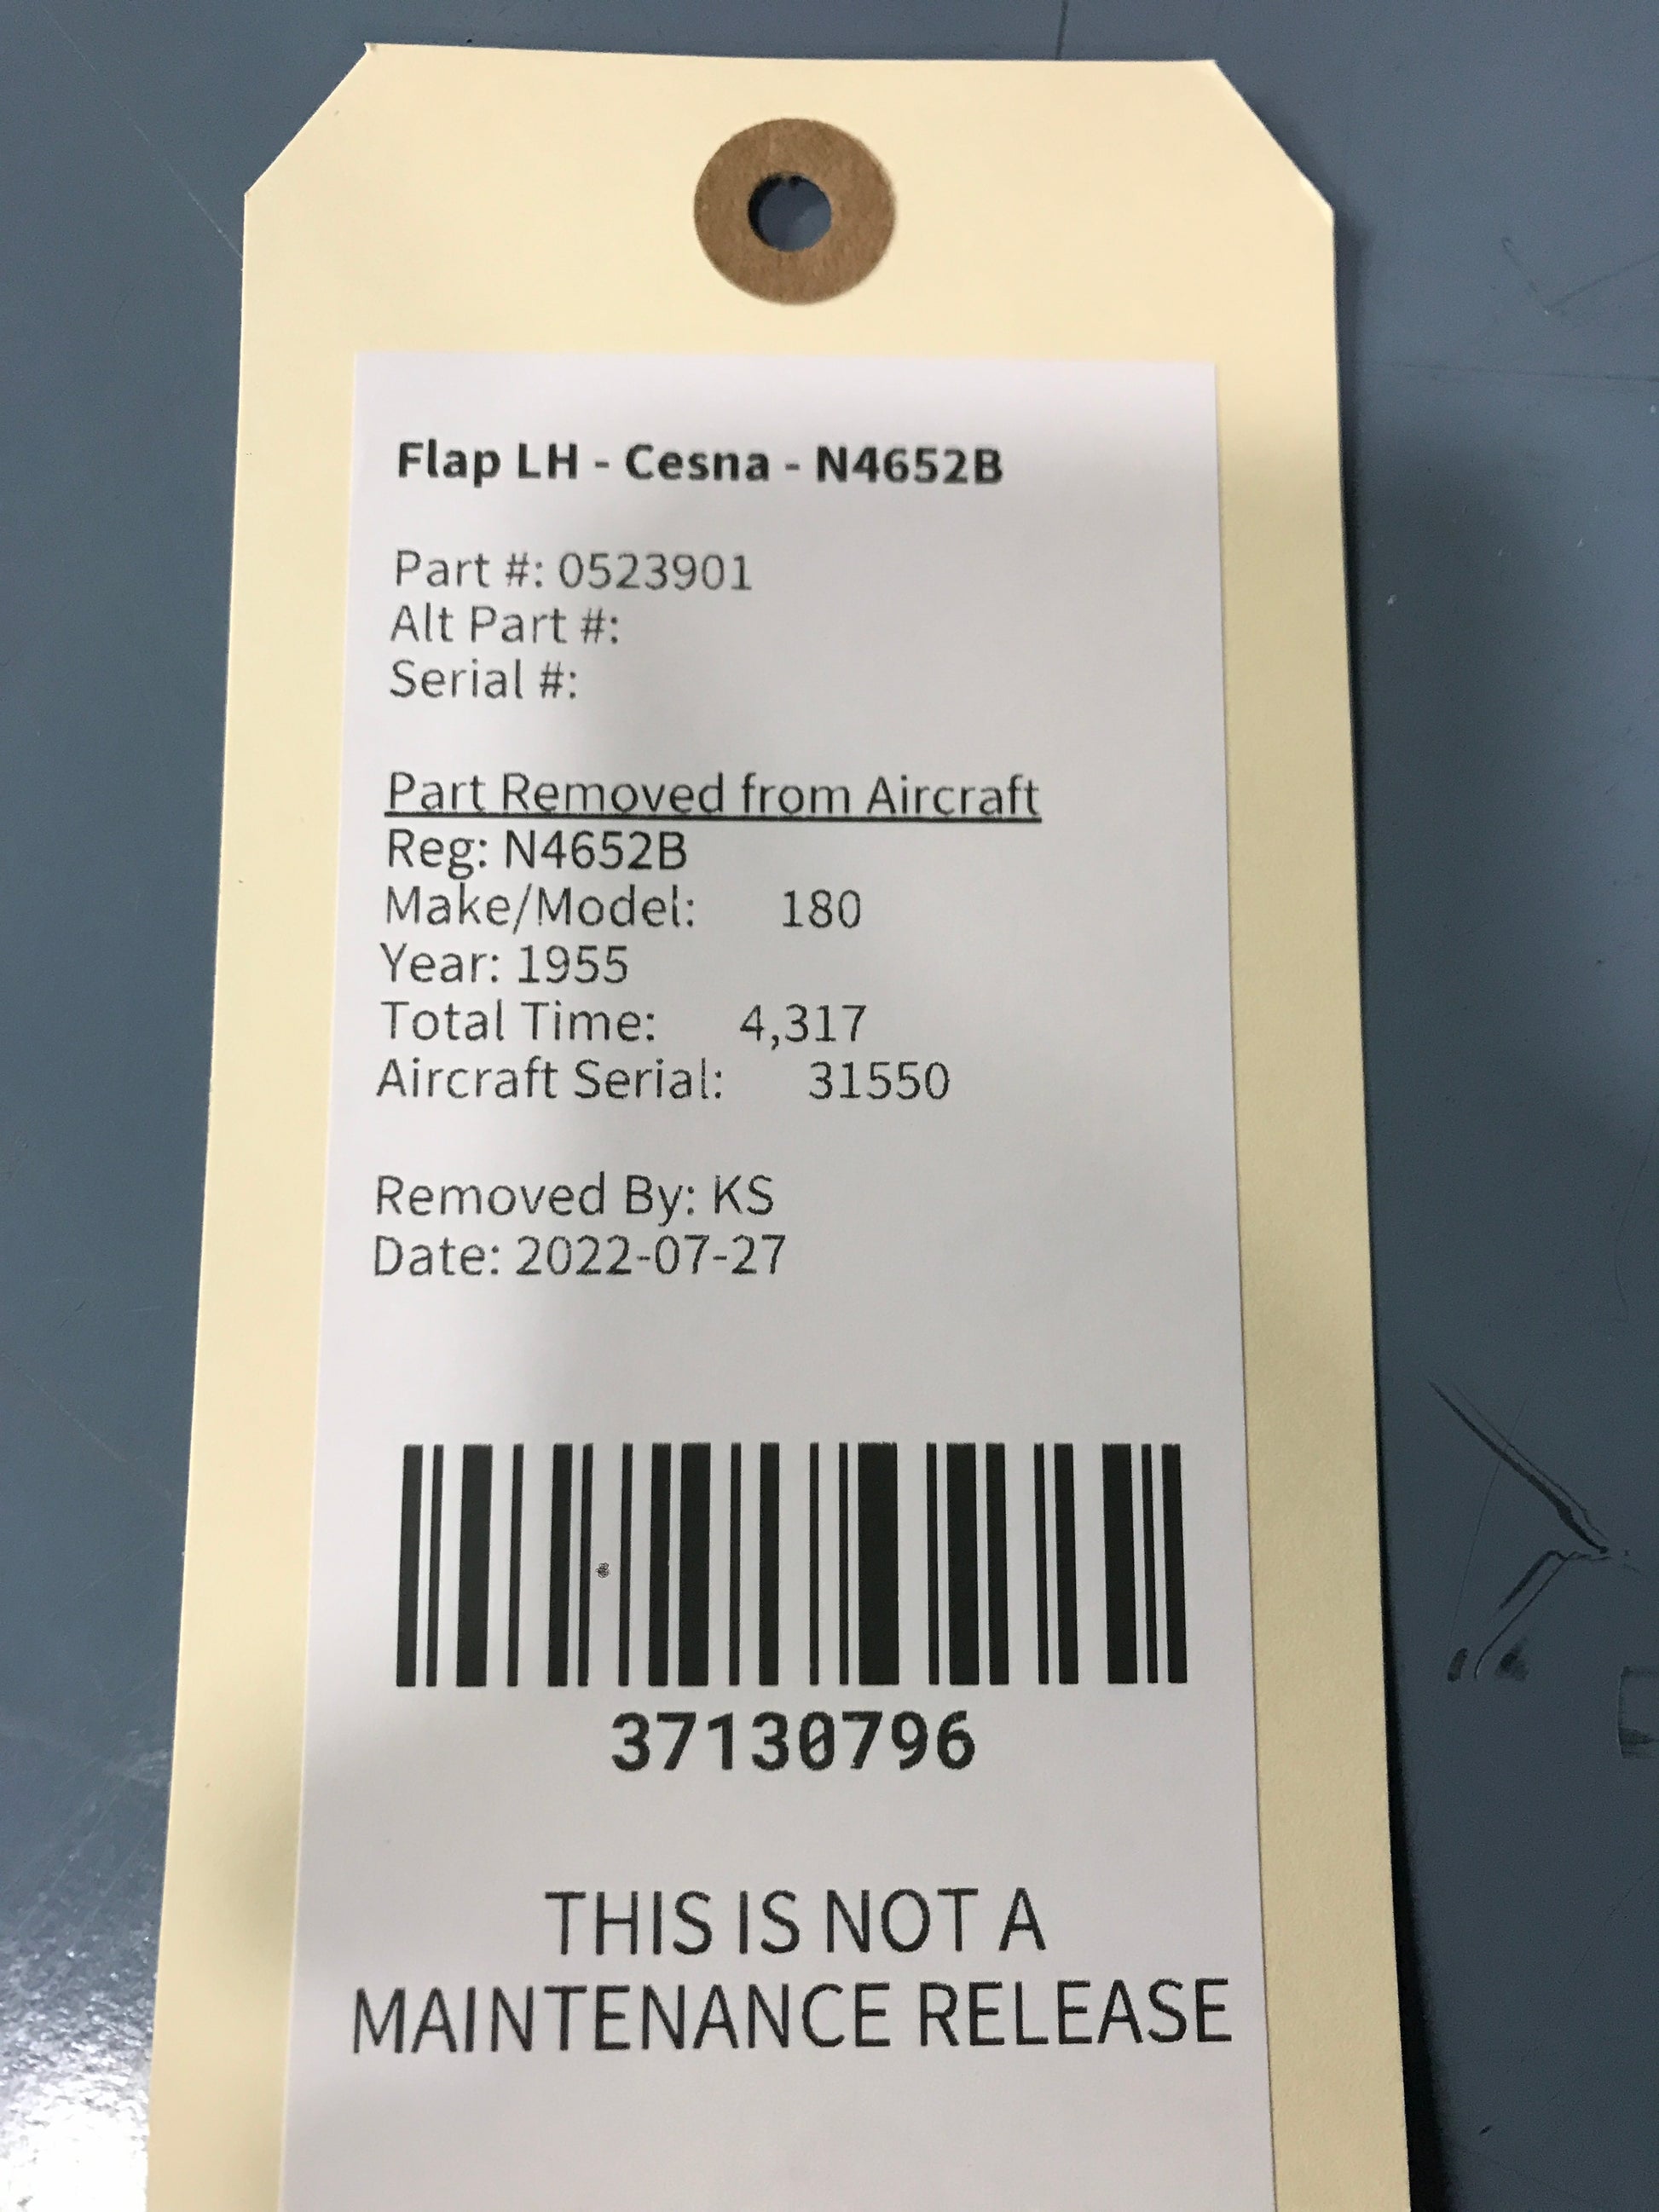 Flap LH - Cesna - N4652B
Part #: 0523901
Alt Part #:
Serial #:
Part Removed from Aircraft
Reg: N4652B
Make/Model: 180
Year: 1955
Total Time: 4,317
Aircraft Serial: 31550
Removed By: KS
Date: 2022-07-27
37130796
THIS IS NOT A
MAINTENANCE RELEASE